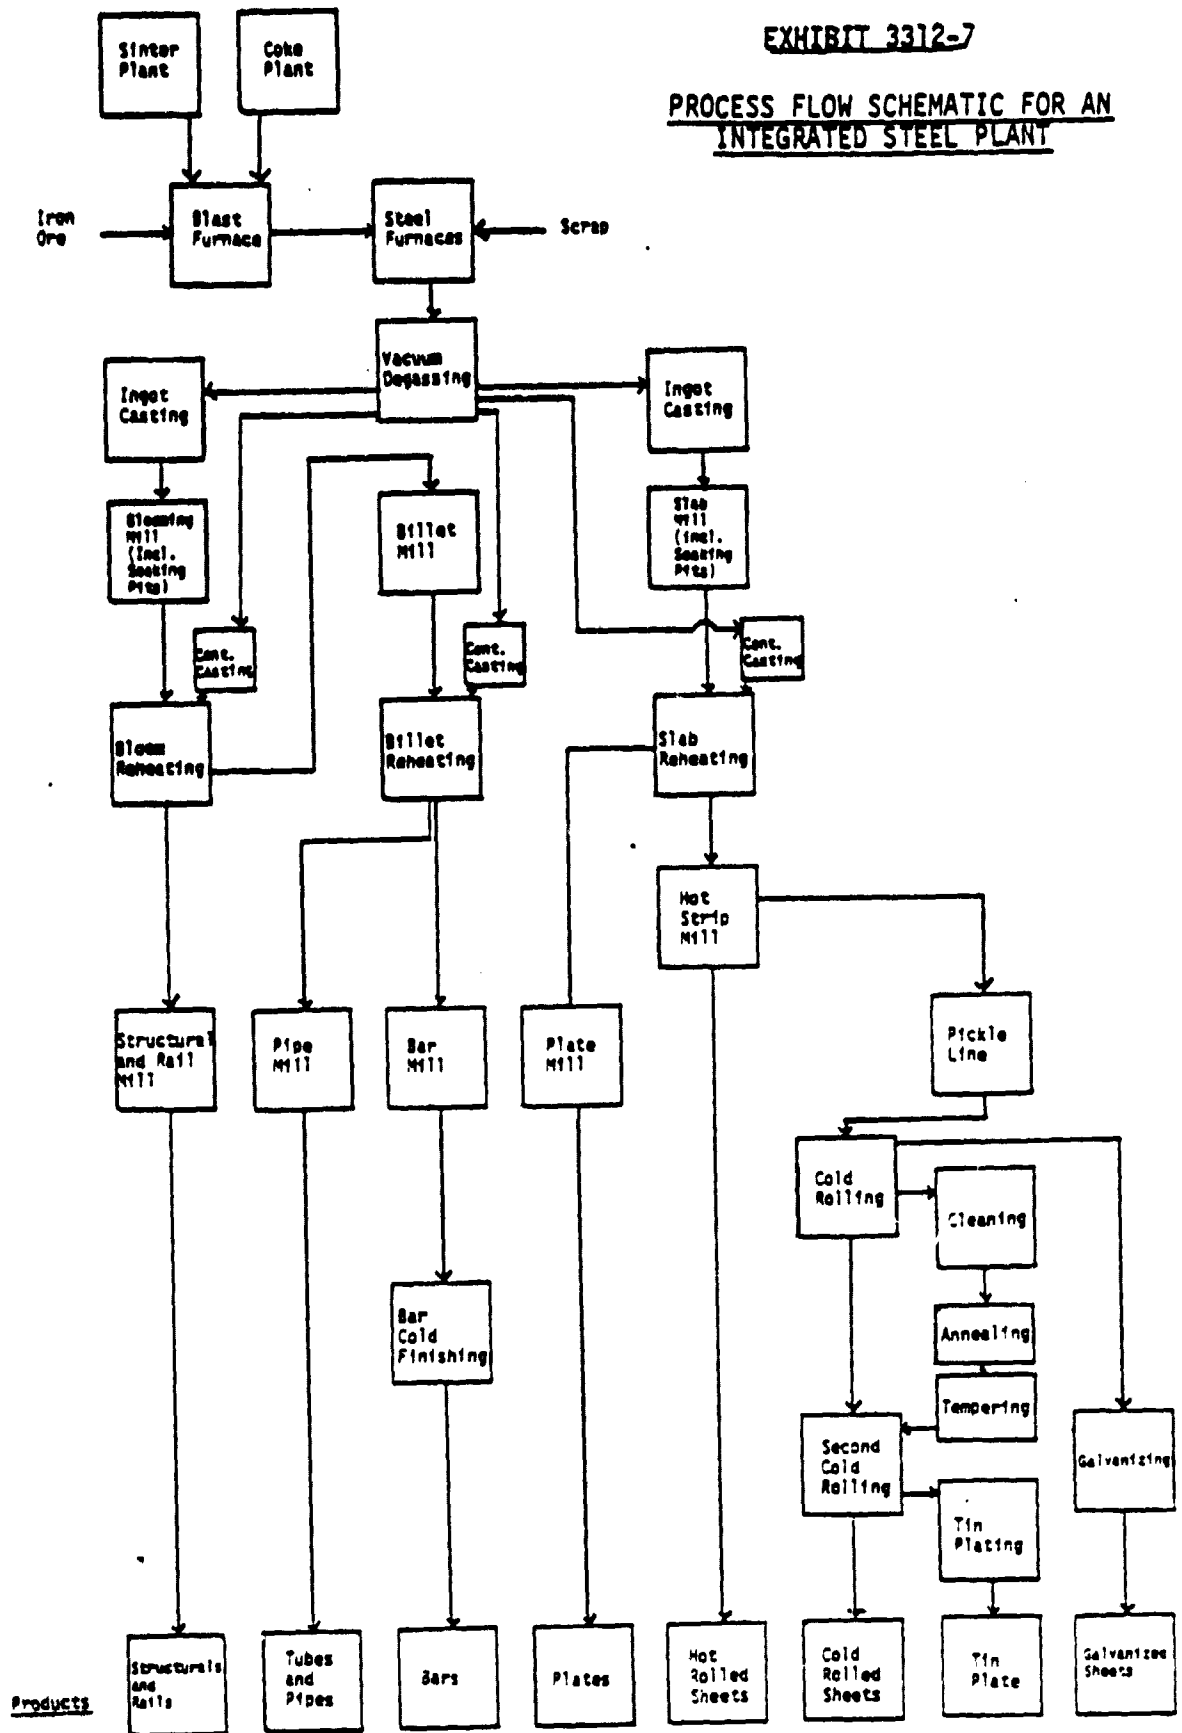 EXHIBIT 3312-7
PROCESS FLOW SCHEMATIC FOR AN
INTEGRATED STEEL PLANT
Sinter
Plant
Coke
Plant
Iron
Ore
Blast
Furnace
Steel
Furnaces
Scrap
Vacuum
Degassing
Ingot
Casting
Ingot
Casting
Blooming
Mill
(Incl.
Soaking
Pits)
Billet
Mill
Slab
Mill
(incl.
Soaking
Pits)
Cont.
Casting
Cont.
Casting
Cont.
Casting
Bloom
Reheating
Billet
Reheating
Slab
Reheating
Hot
Strip
Mill
Structural
and Rail
Mill
Pipe
Mill
Bar
Mill
Plate
Mill
Pickle
Line
Cold
Rolling
Cleaning
Annealing
Tempering
Bar
Cold
Finishing
Second
Cold
Rolling
Galvanizing
Tin
Plating
Products
Structurals
and
Rails
Tubes
and
Pipes
Bars
Plates
Hot
Rolled
Sheets
Cold
Rolled
Sheets
Tin
Plate
Galvanized
Sheets